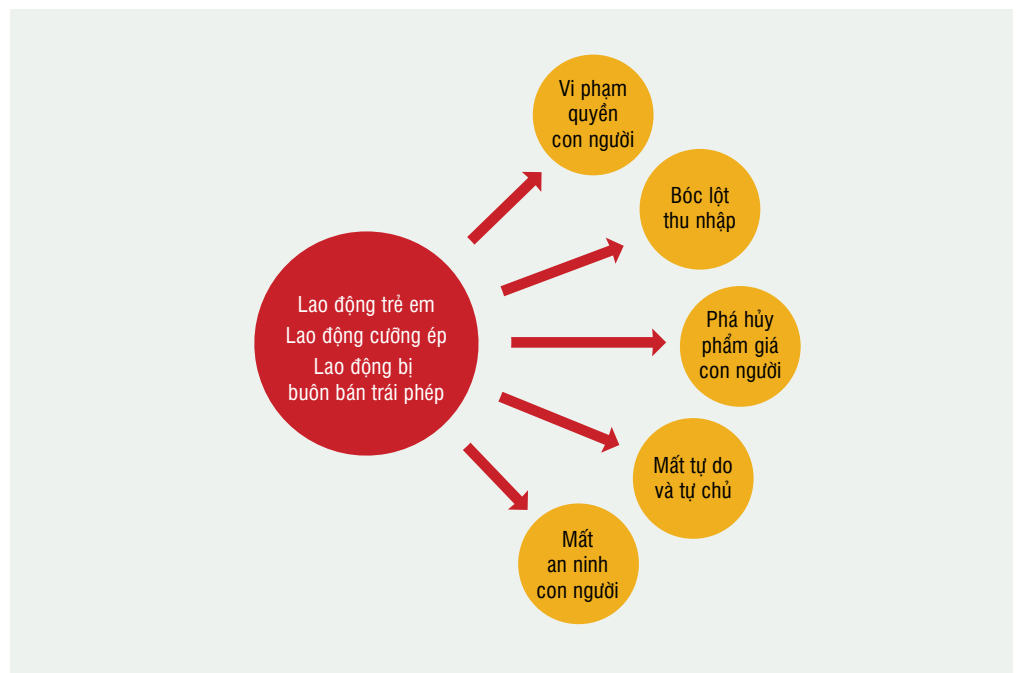 Lao động trẻ em
Lao động cưỡng ép
Lao động bị
buôn bán trái phép
Vi phạm
quyền
con người
Bóc lột
thu nhập
Phá hủy
phẩm giá
con người
Mất tự do
và tự chủ
Mất
an ninh
con người